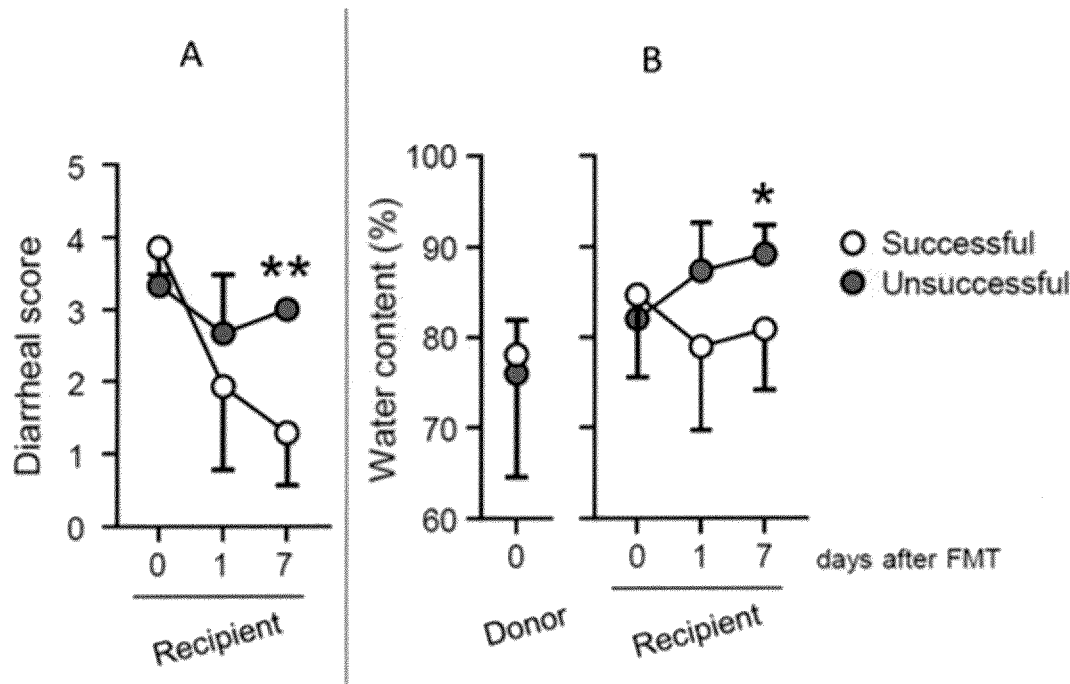 A
Diarrheal score
5
4
3
2
1
0
**
0 1 7
Recipient
B
Water content (%)
100
90
80
70
60
*
0
Donor
0 1 7
Recipient
days after FMT
Successful
Unsuccessful